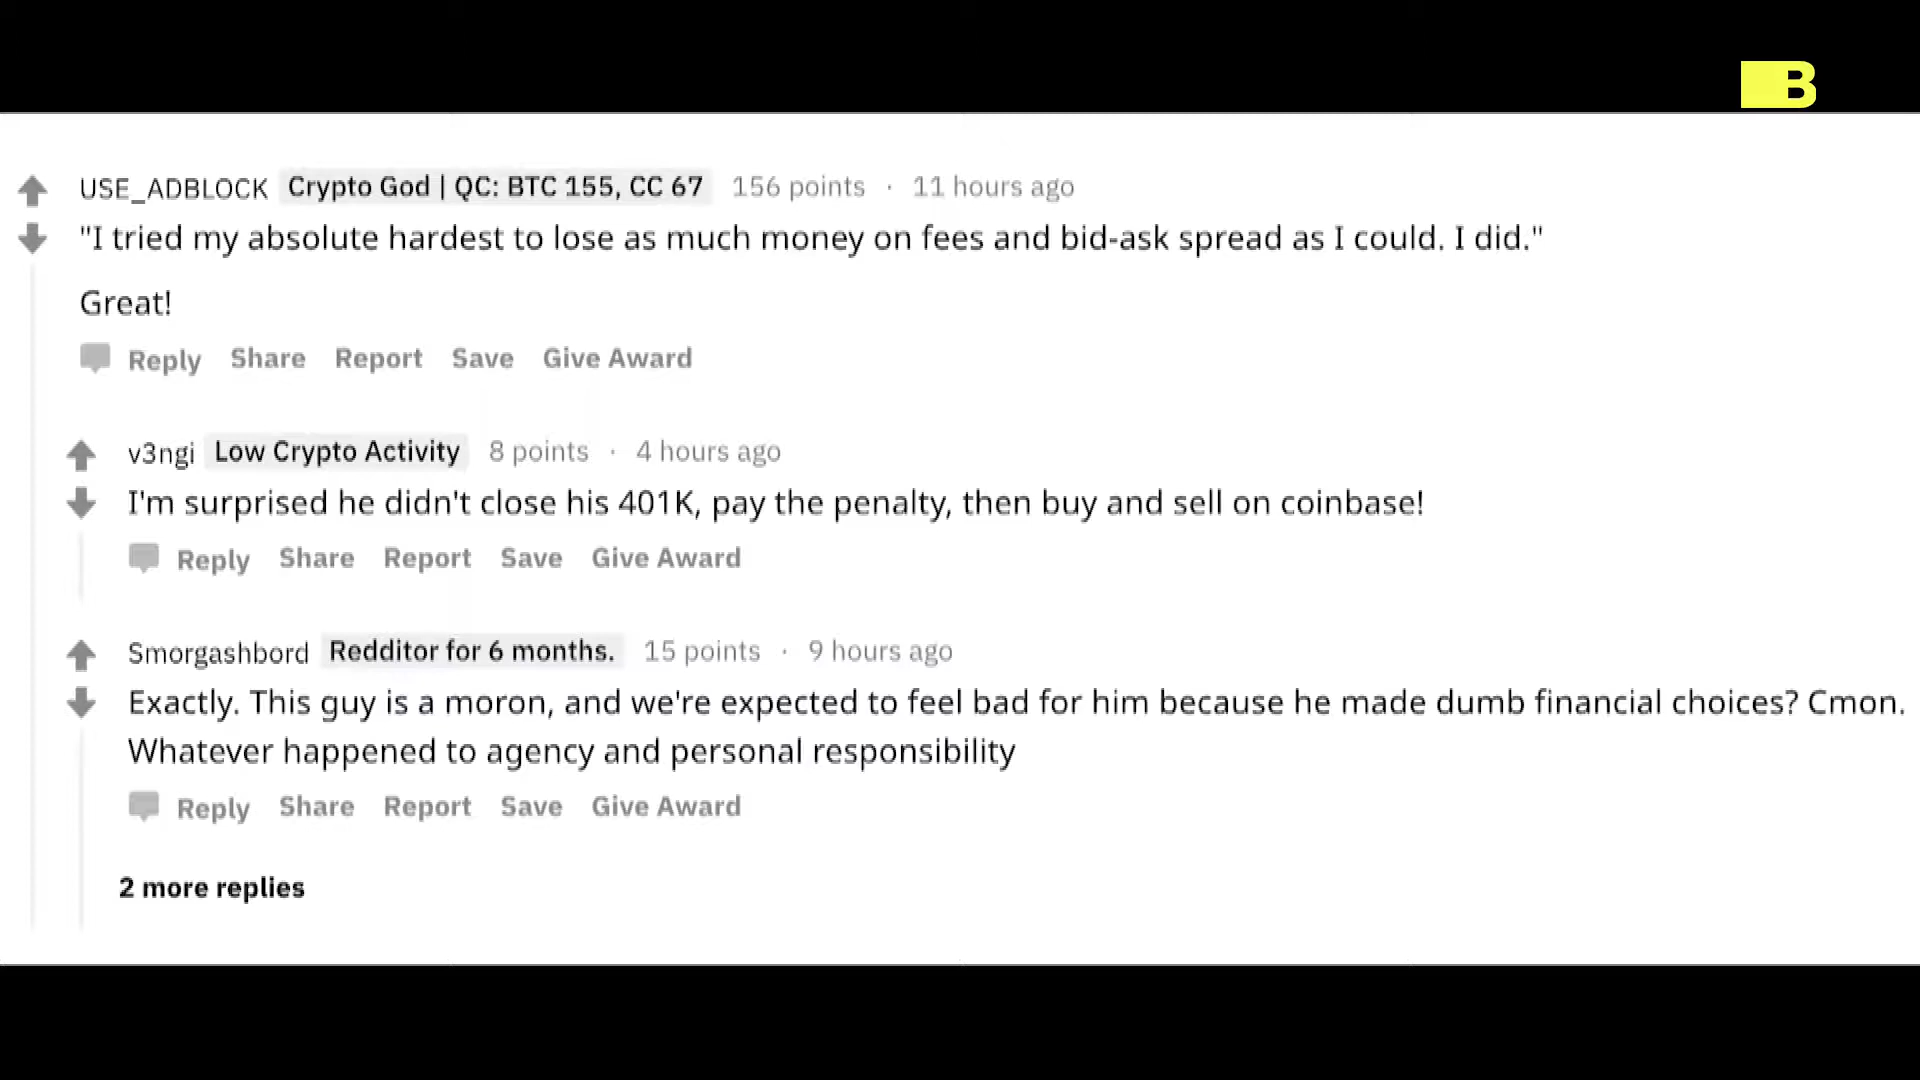 B
USE_ADBLOCK Crypto God | QC: BTC 155, CC 67 156 points · 11 hours ago
"I tried my absolute hardest to lose as much money on fees and bid-ask spread as I could. I did."
Great!
Reply Share Report Save Give Award
v3ngi Low Crypto Activity 8 points · 4 hours ago
I'm surprised he didn't close his 401K, pay the penalty, then buy and sell on coinbase!
Reply Share Report Save Give Award
Smorgashbord Redditor for 6 months. 15 points · 9 hours ago
Exactly. This guy is a moron, and we're expected to feel bad for him because he made dumb financial choices? Cmon.
Whatever happened to agency and personal responsibility
Reply Share Report Save Give Award
2 more replies